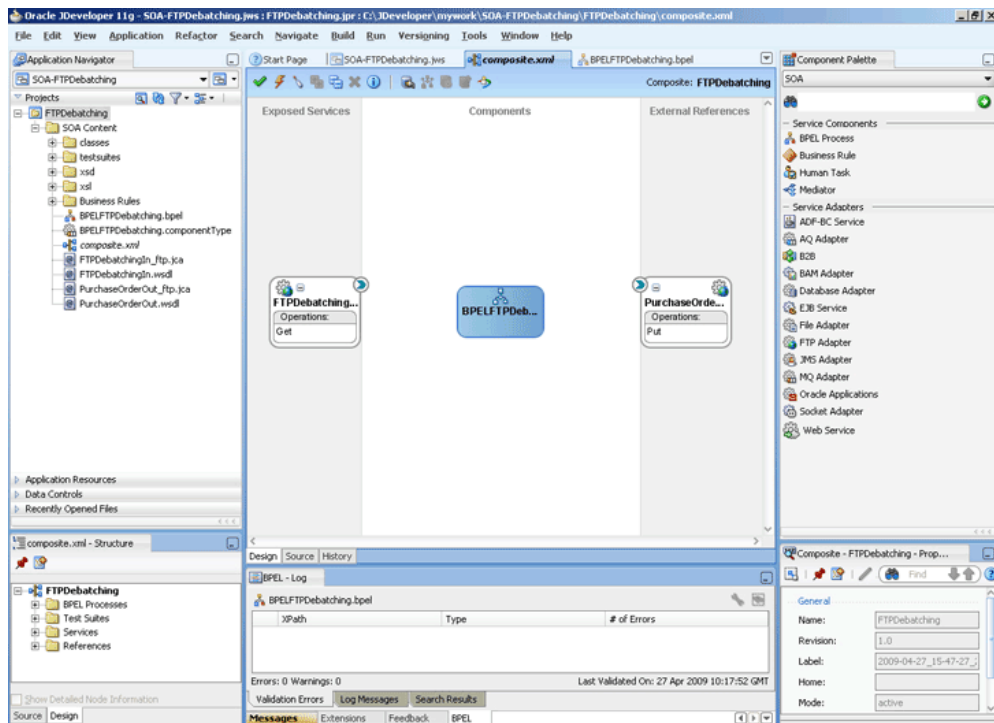 Oracle JDeveloper 11g - SOA-FTPDebatching.jws : FTPDebatching.jpr : C:\JDeveloper\mywork\SOA-FTPDebatching\FTPDebatching\composite.xml
File Edit View Application Refactor Search Navigate Build Run Versioning Tools Window Help
Application Navigator
SOA-FTPDebatching
Projects
FTPDebatching
SOA Content
classes
testsuites
xsd
xsl
Business Rules
BPELFTPDebatching.bpel
BPELFTPDebatching.componentType
composite.xml
FTPDebatchingIn_ftp.jca
FTPDebatchingIn.wsdl
PurchaseOrderOut_ftp.jca
PurchaseOrderOut.wsdl
Application Resources
Data Controls
Recently Opened Files
composite.xml - Structure
FTPDebatching
BPEL Processes
Test Suites
Services
References
Show Detailed Node Information
Source Design
Start Page SOA-FTPDebatching.jws composite.xml BPELFTPDebatching.bpel
Composite: FTPDebatching
Exposed Services Components External References
FTPDebatching...
Operations:
Get
BPELFTPDeb...
PurchaseOrde...
Operations:
Put
Design Source History
BPEL - Log
BPELFTPDebatching.bpel
XPath Type # of Errors
Errors: 0 Warnings: 0 Last Validated On: 27 Apr 2009 10:17:52 GMT
Validation Errors Log Messages Search Results
Messages Extensions Feedback BPEL
Component Palette
SOA
Service Components
BPEL Process
Business Rule
Human Task
Mediator
Service Adapters
ADF-BC Service
AQ Adapter
B2B
BAM Adapter
Database Adapter
EJB Service
File Adapter
FTP Adapter
JMS Adapter
MQ Adapter
Oracle Applications
Socket Adapter
Web Service
Composite - FTPDebatching - Prop...
Find
General
Name: FTPDebatching
Revision: 1.0
Label: 2009-04-27_15-47-27_
Home:
Mode: active